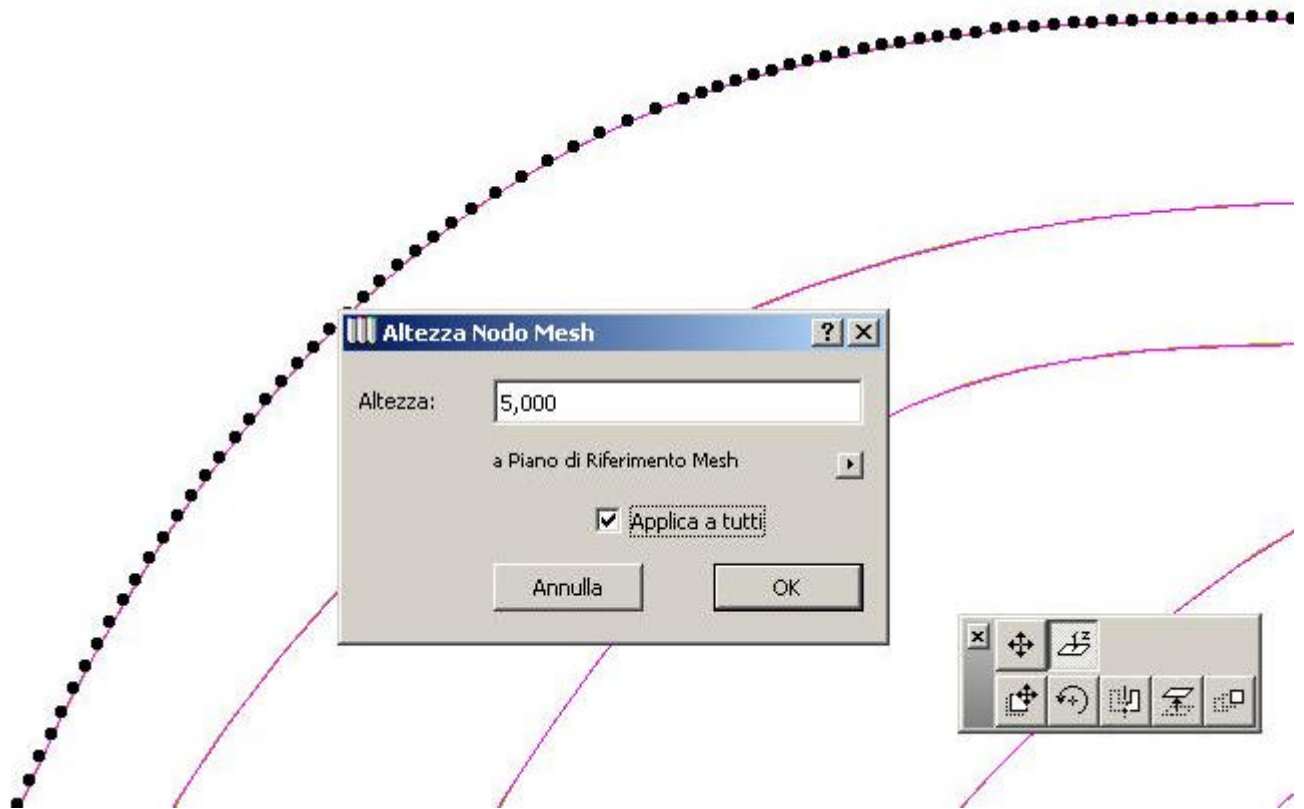 Altezza Nodo Mesh
Altezza:
5,000
a Piano di Riferimento Mesh
Applica a tutti
Annulla
OK